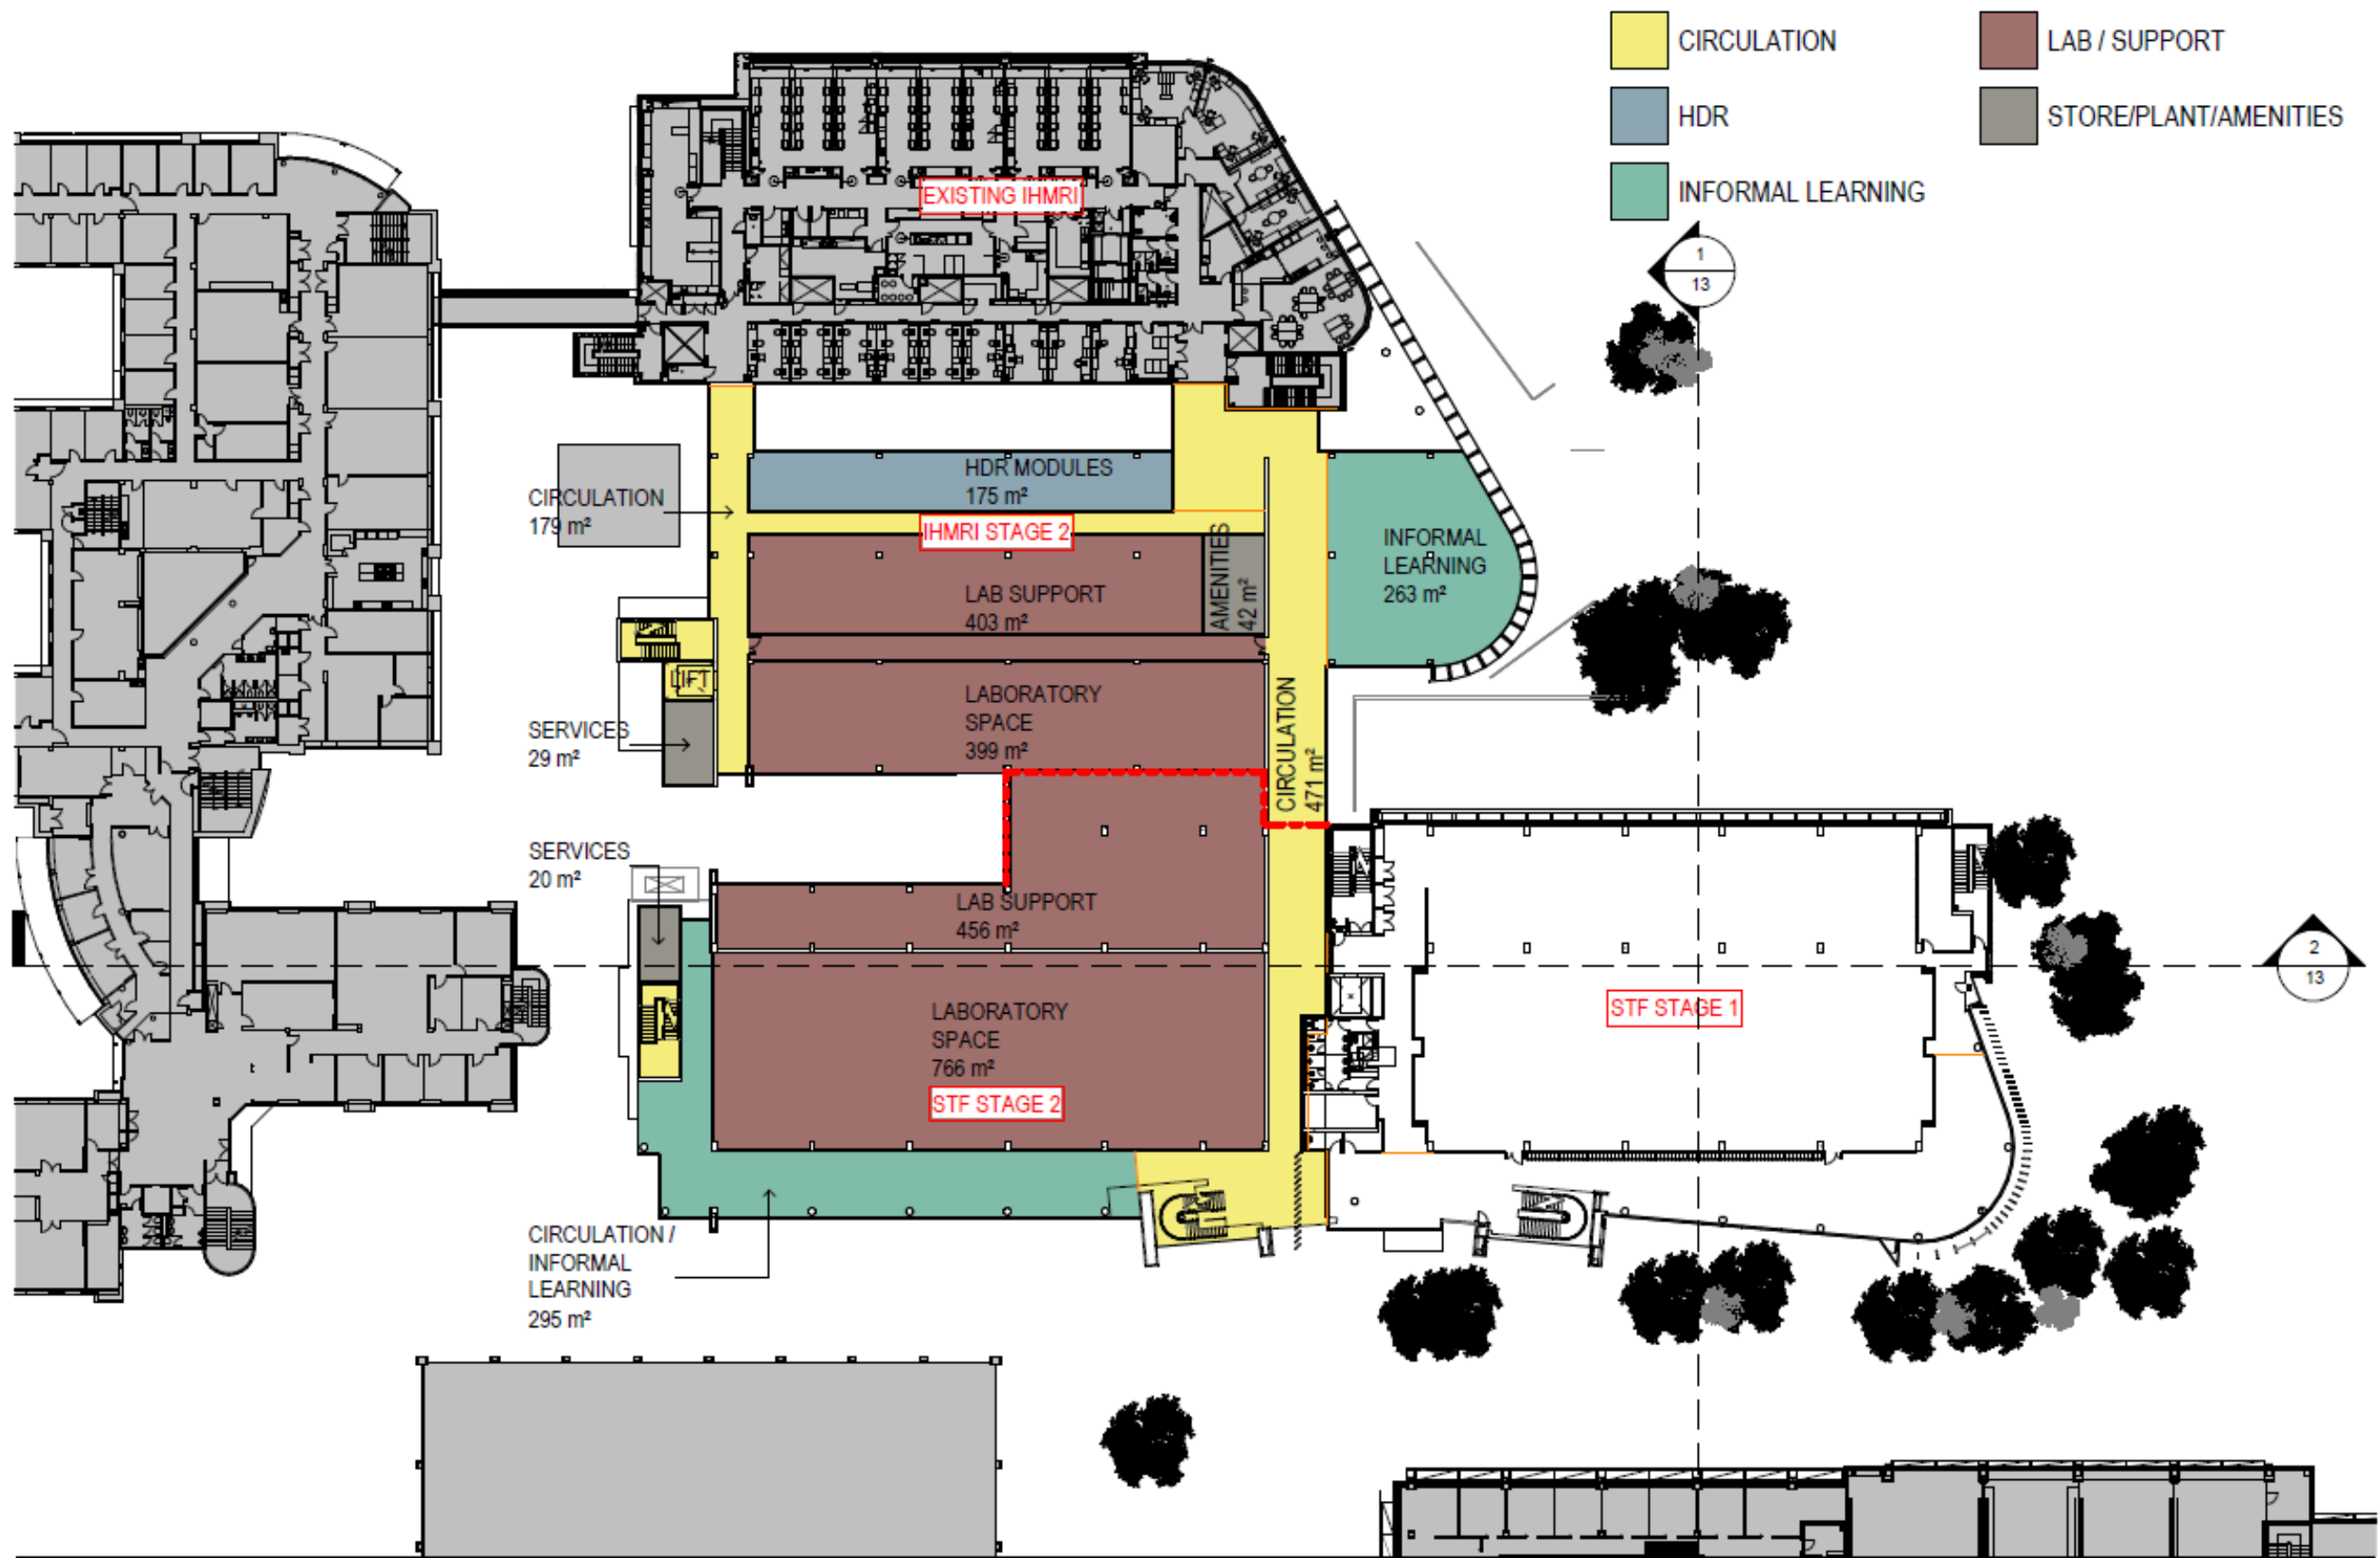 CIRCULATION
LAB / SUPPORT
HDR
STORE/PLANT/AMENITIES
INFORMAL LEARNING
EXISTING IHMRI
1
13
HDR MODULES
175 m²
CIRCULATION
179 m²
IHMRI STAGE 2
AMENITIES
42 m²
INFORMAL
LEARNING
263 m²
LAB SUPPORT
403 m²
LIFT
LABORATORY
SPACE
399 m²
SERVICES
29 m²
CIRCULATION
471 m²
SERVICES
20 m²
LAB SUPPORT
456 m²
2
13
LABORATORY
SPACE
766 m²
STF STAGE 1
STF STAGE 2
CIRCULATION /
INFORMAL
LEARNING
295 m²